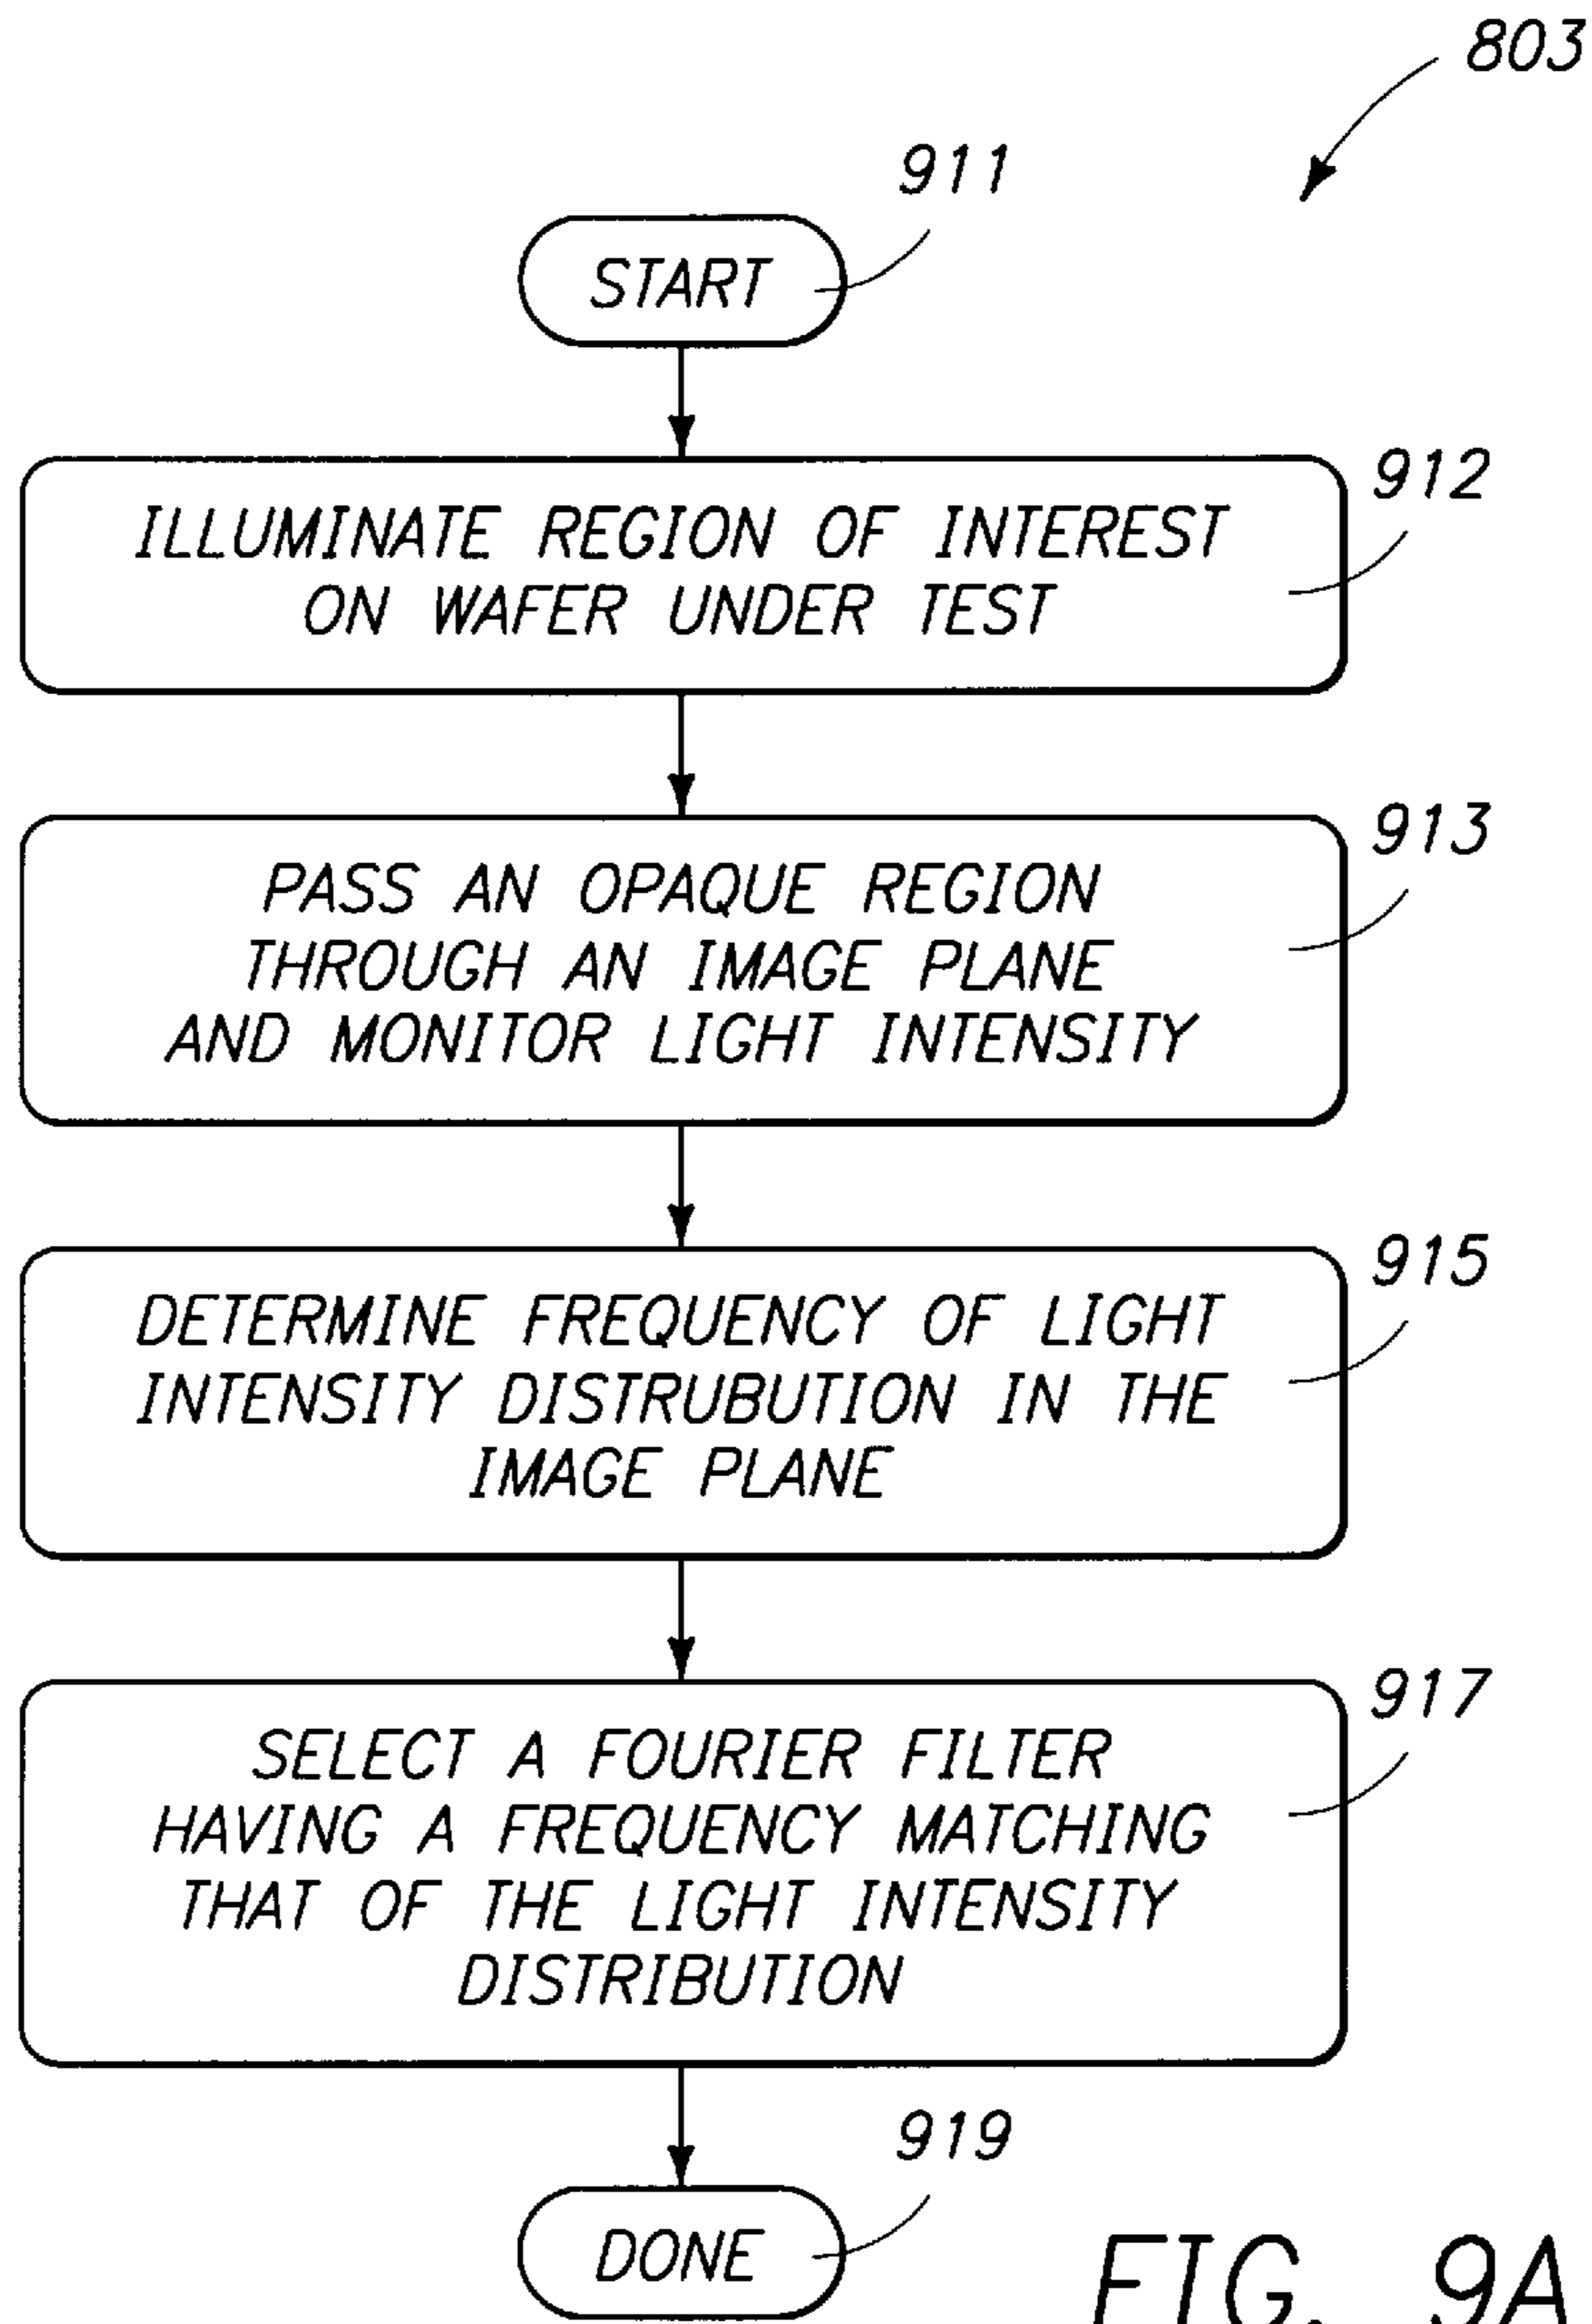 803
911
START
912
ILLUMINATE REGION OF INTEREST
ON WAFER UNDER TEST
913
PASS AN OPAQUE REGION
THROUGH AN IMAGE PLANE
AND MONITOR LIGHT INTENSITY
915
DETERMINE FREQUENCY OF LIGHT
INTENSITY DISTRUBUTION IN THE
IMAGE PLANE
917
SELECT A FOURIER FILTER
HAVING A FREQUENCY MATCHING
THAT OF THE LIGHT INTENSITY
DISTRIBUTION
919
DONE
FIG. 9A